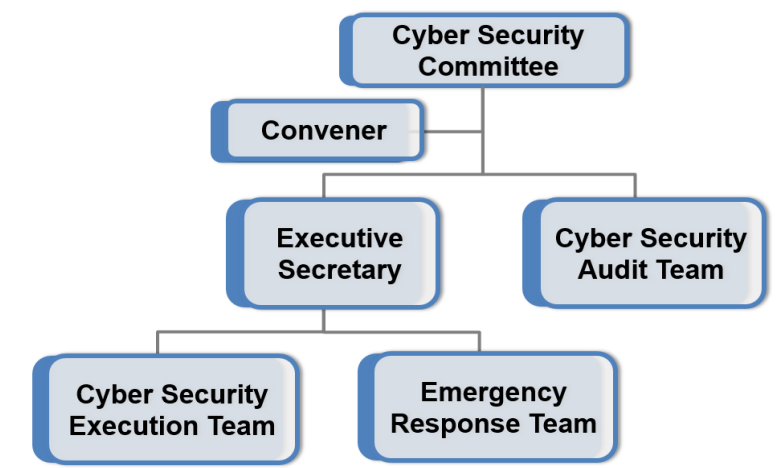 Cyber Security
Committee
Convener
Executive
Secretary
Cyber Security
Audit Team
Cyber Security
Execution Team
Emergency
Response Team